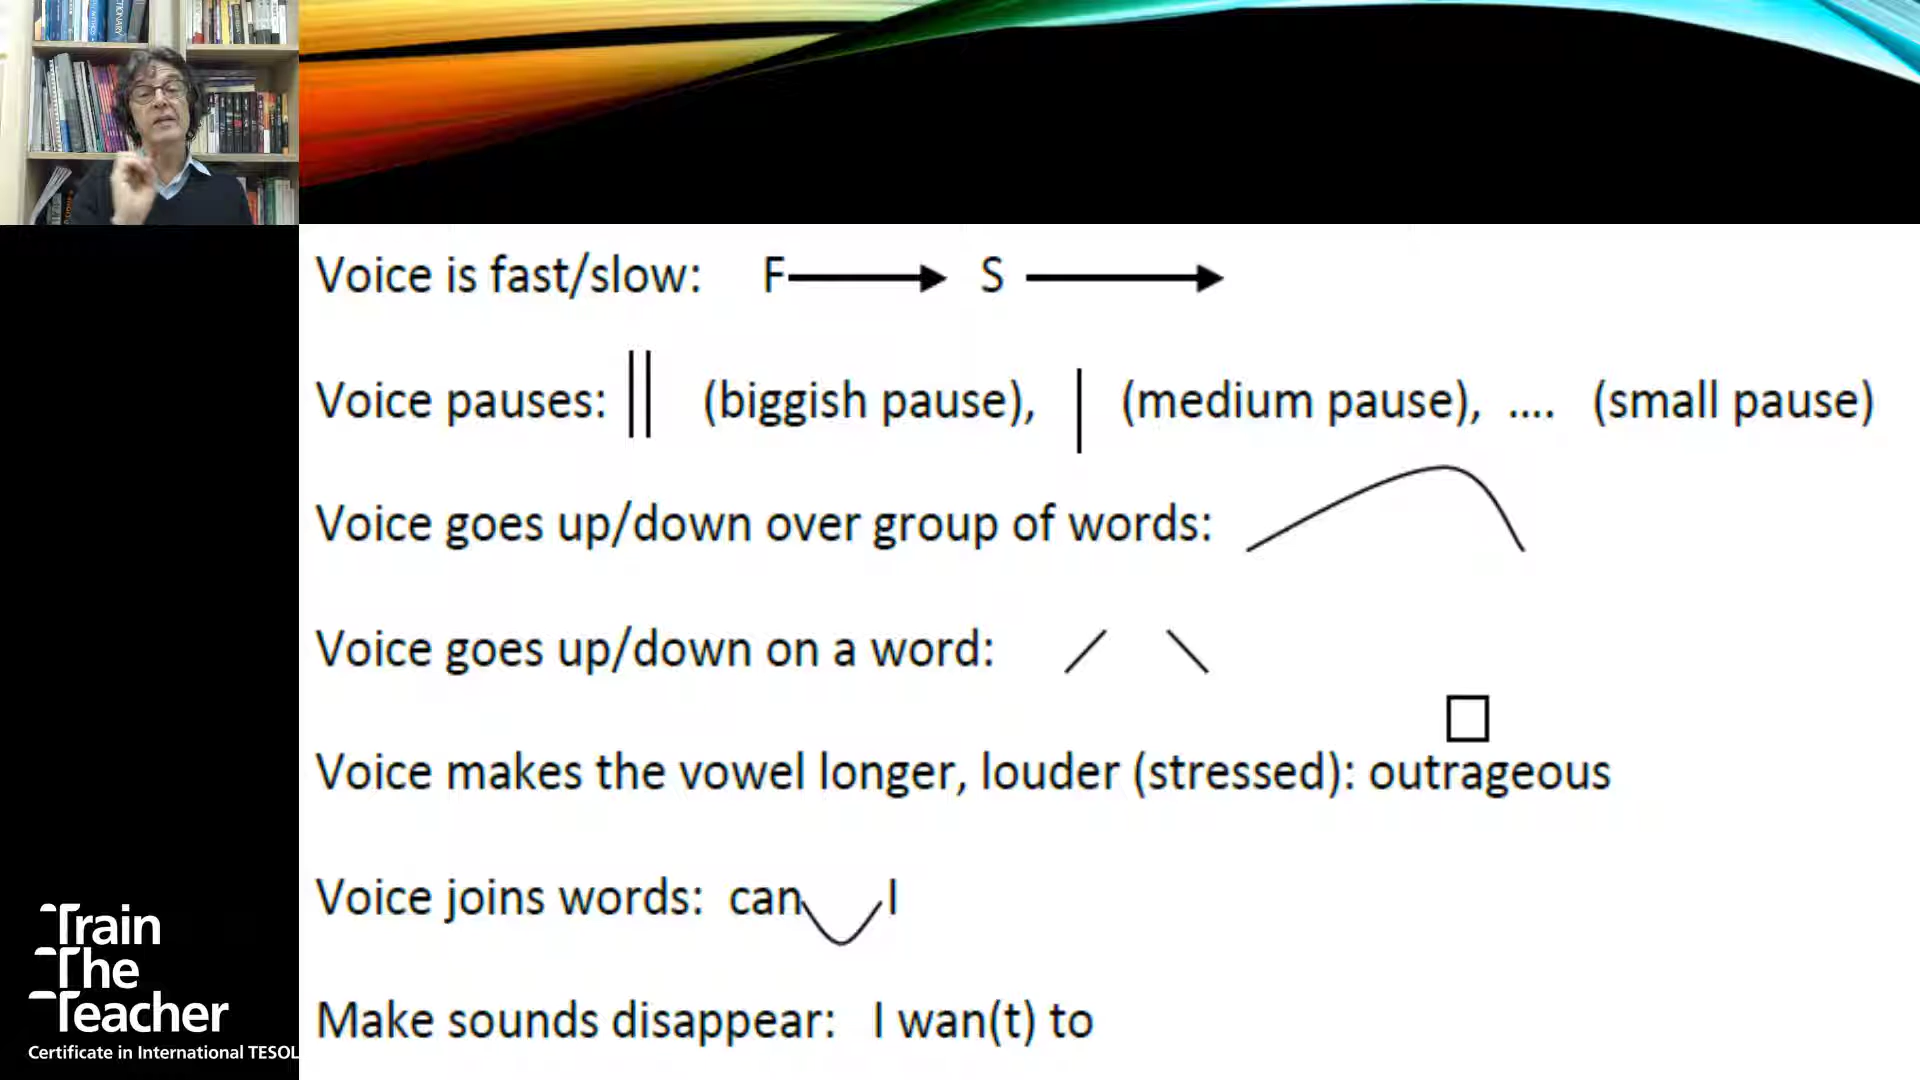 Voice is fast/slow: F S
Voice pauses: || (biggish pause), | (medium pause), .... (small pause)
Voice goes up/down over group of words:
Voice goes up/down on a word:
Voice makes the vowel longer, louder (stressed): outrageous
Voice joins words: can I
Make sounds disappear: I wan(t) to
Train
The
Teacher
Certificate in International TESOL